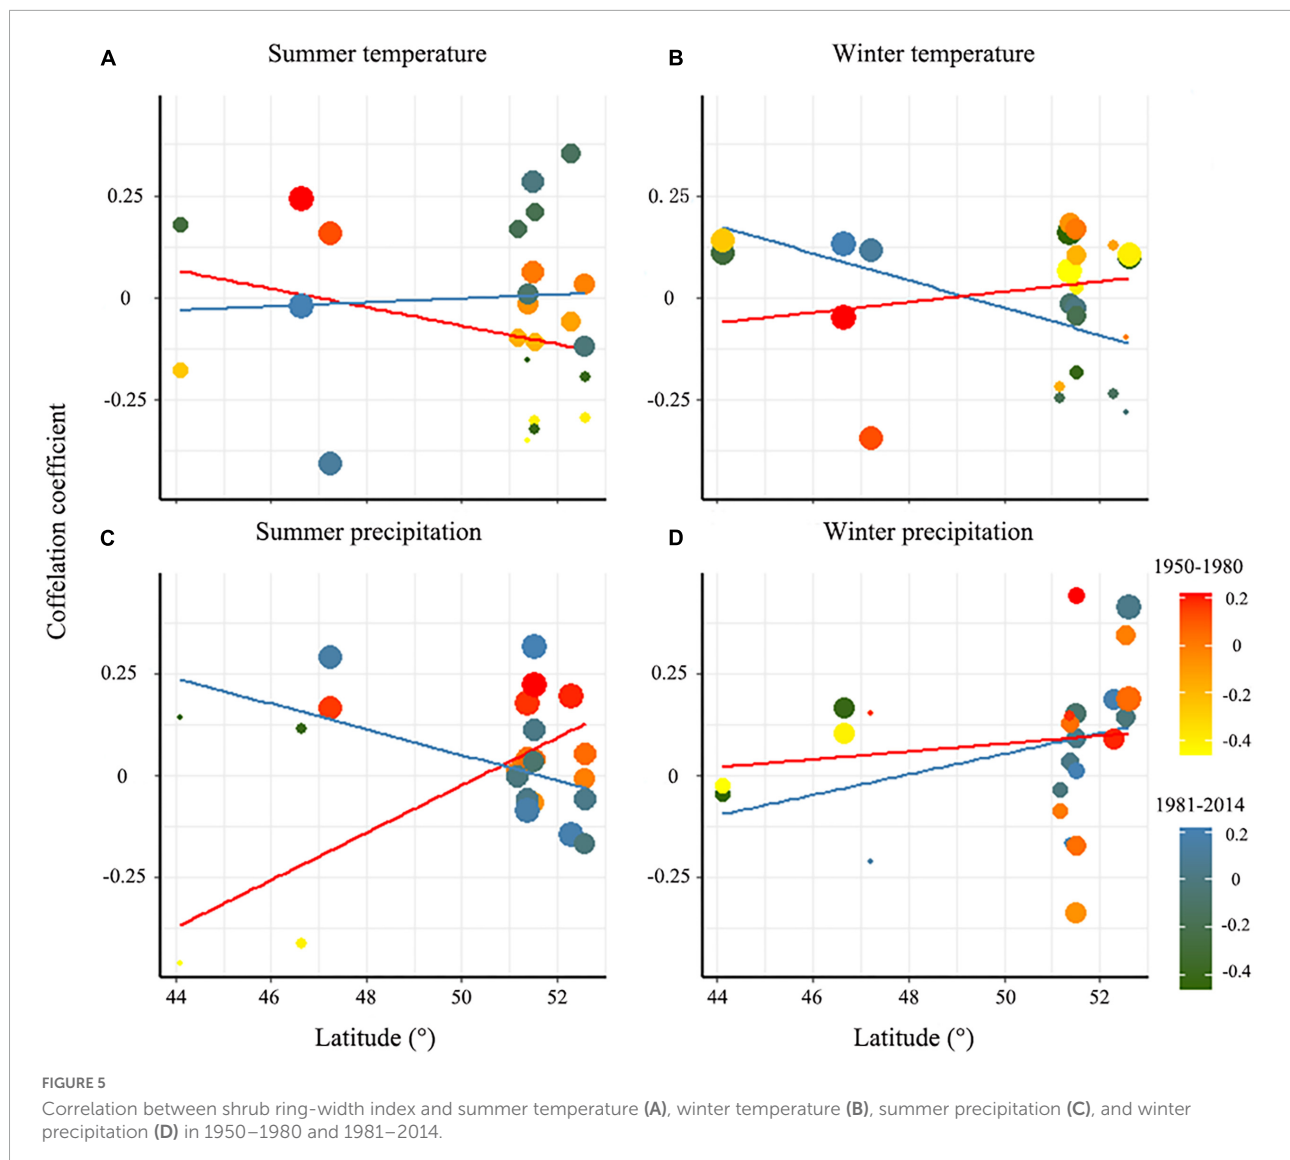 A
Summer temperature
0.25
0
-0.25
B
Winter temperature
0.25
0
-0.25
Coffelation coefficient
C
Summer precipitation
0.25
0
-0.25
44 46 48 50 52
Latitude (°)
D
Winter precipitation
0.25
0
-0.25
44 46 48 50 52
Latitude (°)
1950-1980
0.2
0
-0.2
-0.4
1981-2014
0.2
0
-0.2
-0.4
FIGURE 5
Correlation between shrub ring-width index and summer temperature (A), winter temperature (B), summer precipitation (C), and winter
precipitation (D) in 1950–1980 and 1981–2014.